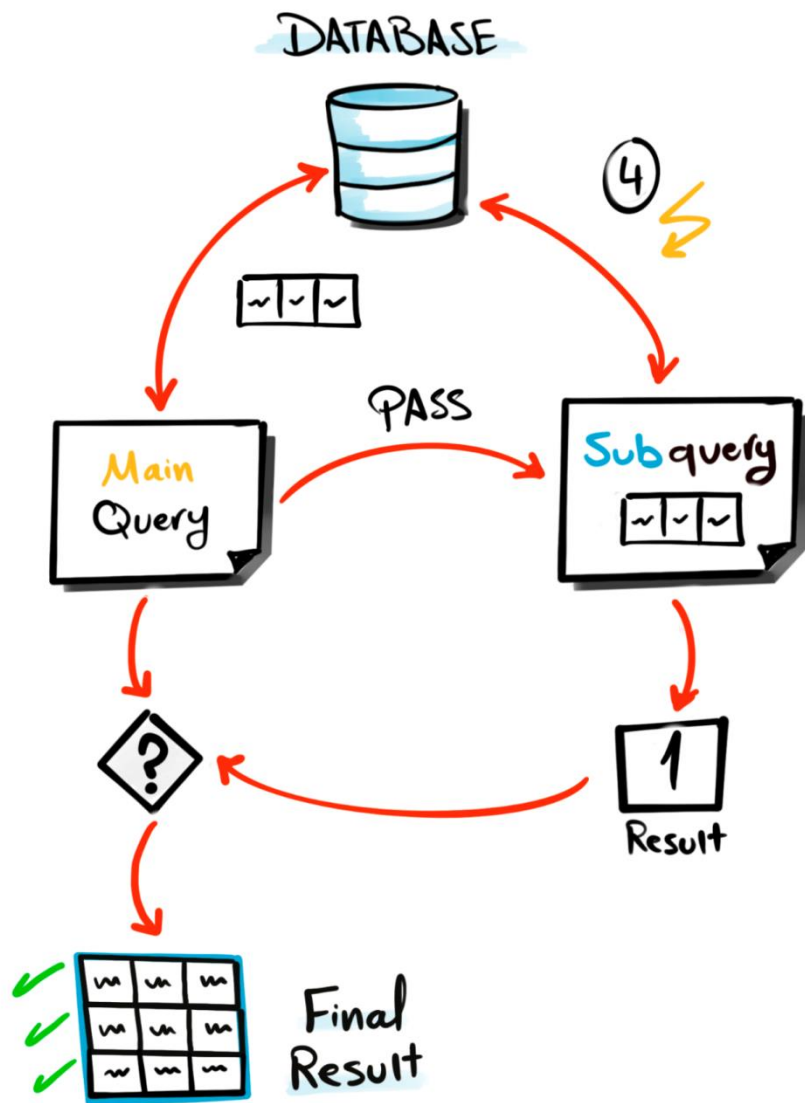 DATABASE
4
PASS
Main
Query
Subquery
?
1
Result
Final
Result